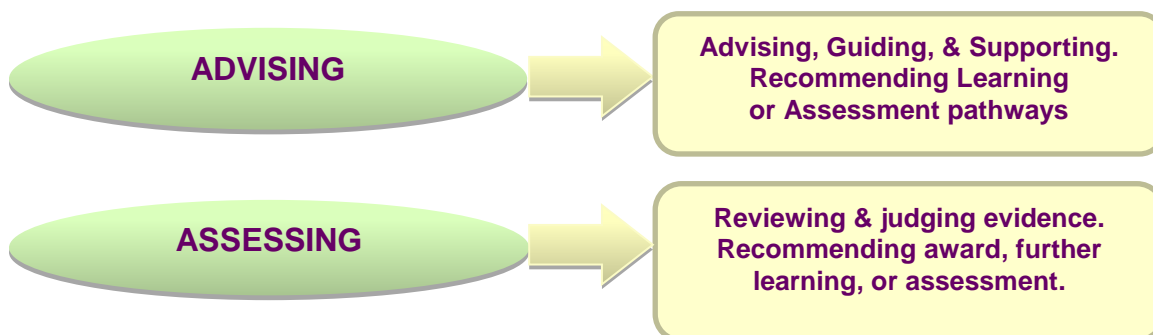 ADVISING
Advising, Guiding, & Supporting.
Recommending Learning
or Assessment pathways
ASSESSING
Reviewing & judging evidence.
Recommending award, further
learning, or assessment.